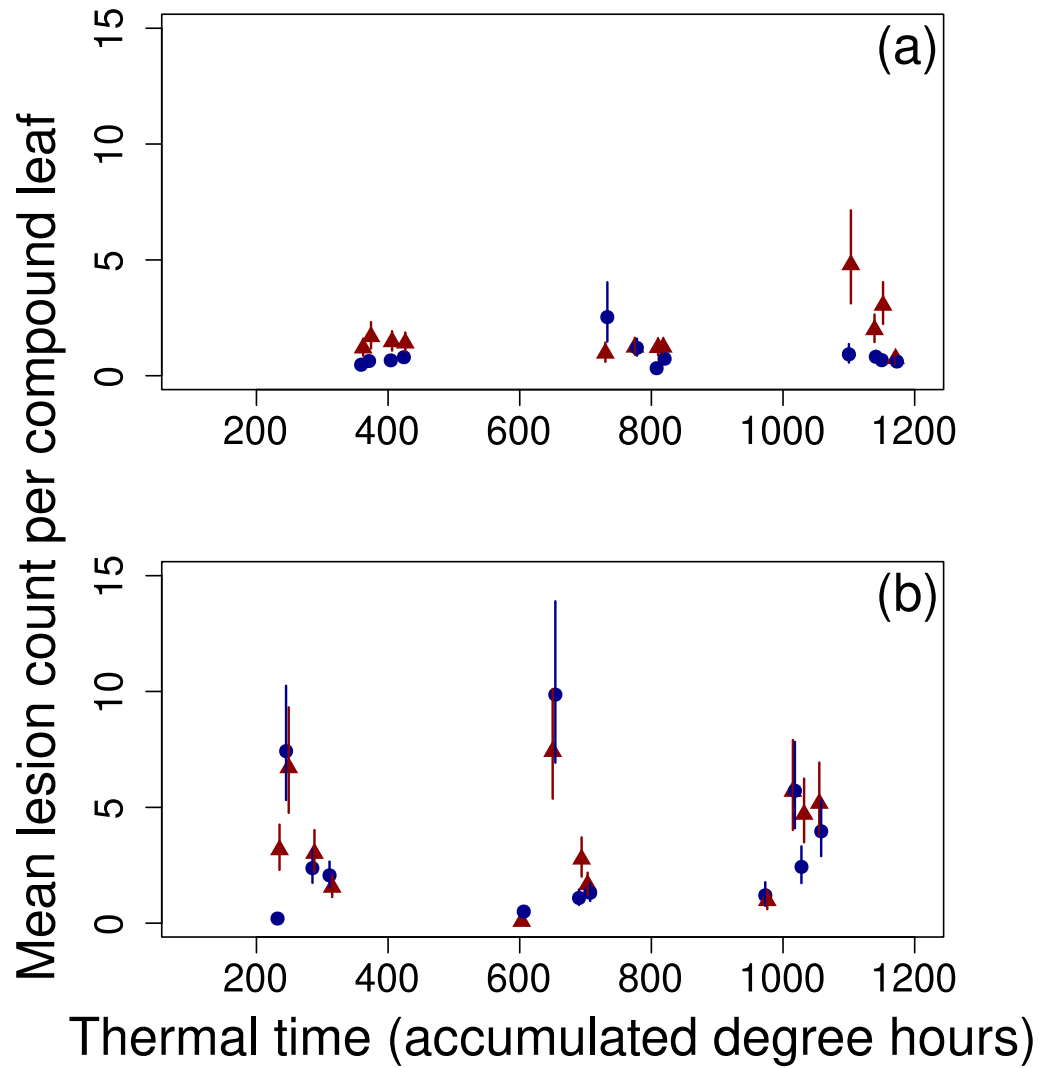 Mean lesion count per compound leaf
(a)
15
10
5
0
200 400 600 800 1000 1200
(b)
15
10
5
0
200 400 600 800 1000 1200
Thermal time (accumulated degree hours)